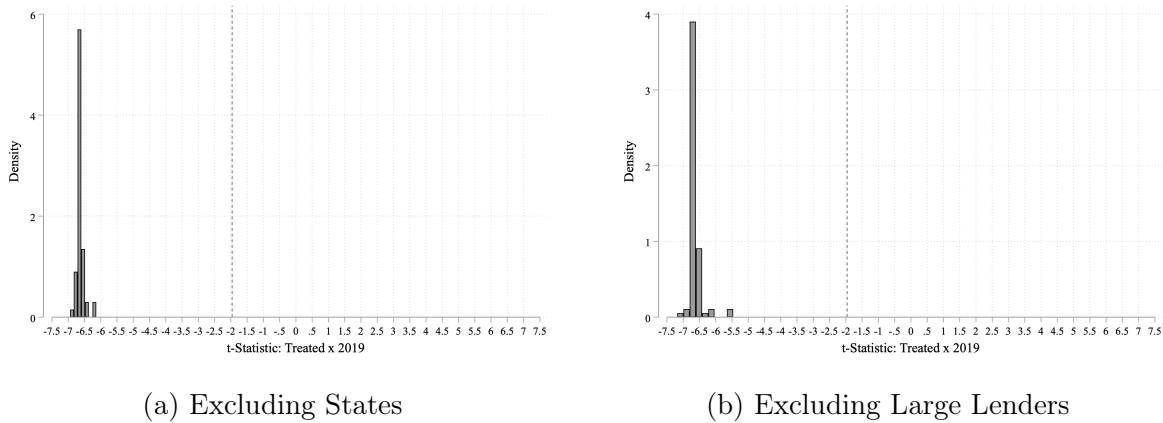 6
4
2
0
Density
-7.5 -7 -6.5 -6 -5.5 -5 -4.5 -4 -3.5 -3 -2.5 -2 -1.5 -1 -.5 0 .5 1 1.5 2 2.5 3 3.5 4 4.5 5 5.5 6 6.5 7 7.5
t-Statistic: Treated x 2019
(a) Excluding States
4
3
2
1
0
Density
-7.5 -7 -6.5 -6 -5.5 -5 -4.5 -4 -3.5 -3 -2.5 -2 -1.5 -1 -.5 0 .5 1 1.5 2 2.5 3 3.5 4 4.5 5 5.5 6 6.5 7 7.5
t-Statistic: Treated x 2019
(b) Excluding Large Lenders